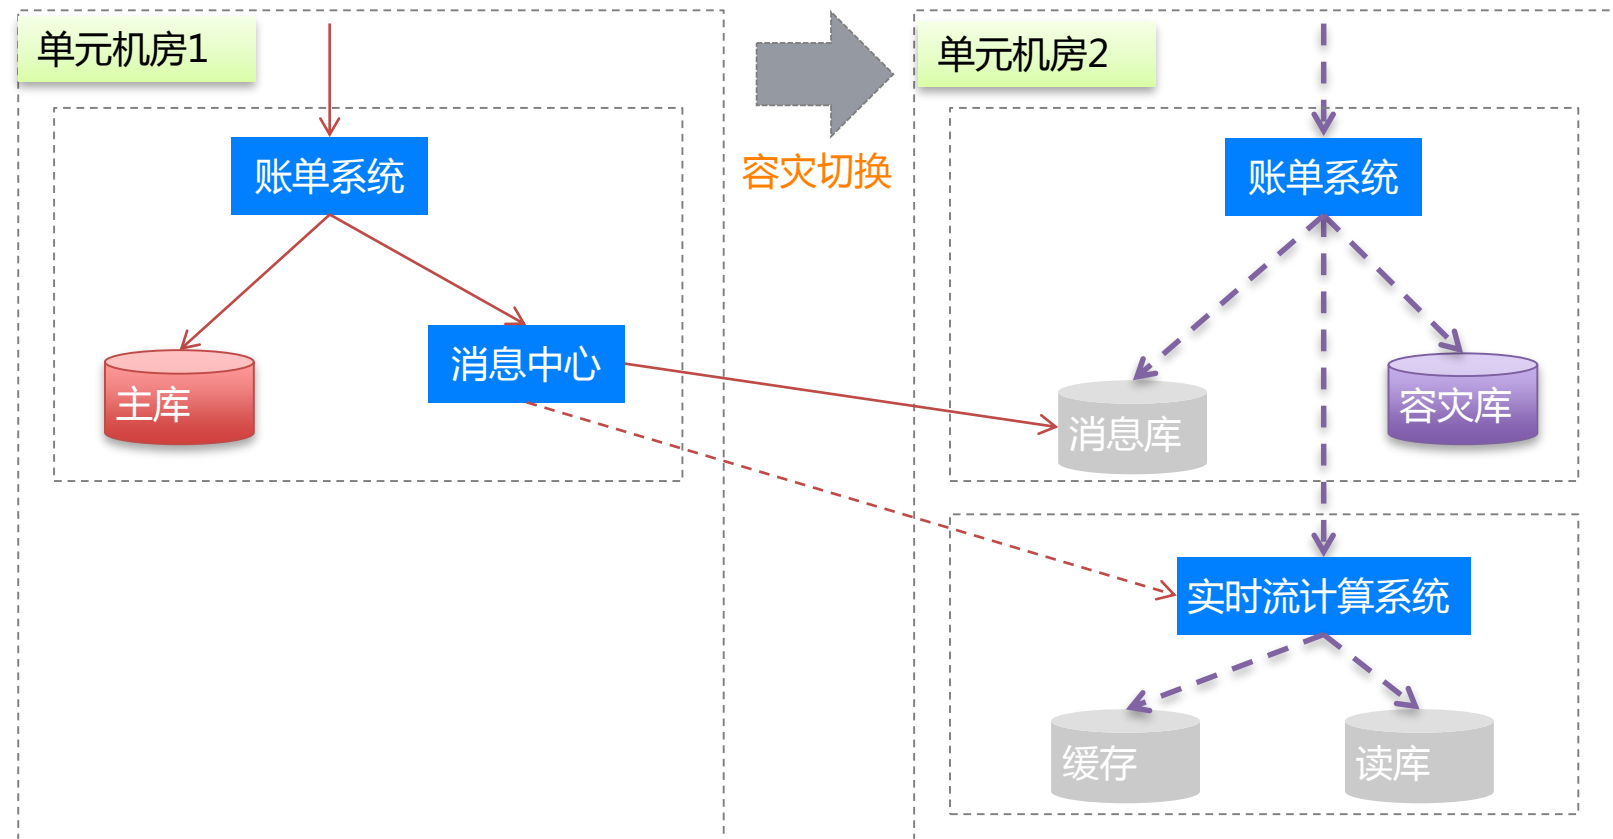 单元机房1
单元机房2
容灾切换
账单系统
账单系统
消息中心
主库
消息库
容灾库
实时流计算系统
缓存
读库